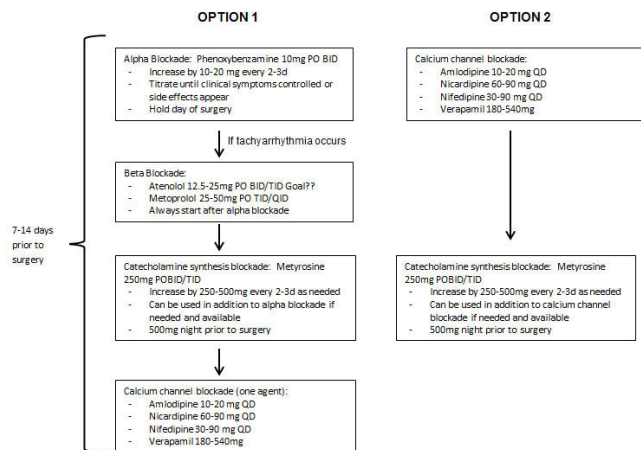 OPTION 1
Alpha Blockade: Phenoxybenzamine 10mg PO BID
- Increase by 10-20 mg every 2-3d
- Titrate until clinical symptoms controlled or
side effects appear
- Hold day of surgery
If tachyarrhythmia occurs
Beta Blockade:
- Atenolol 12.5-25mg PO BID/TID Goal??
- Metoprolol 25-50mg PO TID/QID
- Always start after alpha blockade
7-14 days
prior to
surgery
Catecholamine synthesis blockade: Metyrosine
250mg POBID/TID
- Increase by 250-500mg every 2-3d as needed
- Can be used in addition to alpha blockade if
needed and available
- 500mg night prior to surgery
Calcium channel blockade (one agent):
- Amlodipine 10-20 mg QD
- Nicardipine 60-90 mg QD
- Nifedipine 30-90 mg QD
- Verapamil 180-540mg
OPTION 2
Calcium channel blockade:
- Amlodipine 10-20 mg QD
- Nicardipine 60-90 mg QD
- Nifedipine 30-90 mg QD
- Verapamil 180-540mg
Catecholamine synthesis blockade: Metyrosine
250mg POBID/TID
- Increase by 250-500mg every 2-3d as needed
- Can be used in addition to calcium channel
blockade if needed and available
- 500mg night prior to surgery